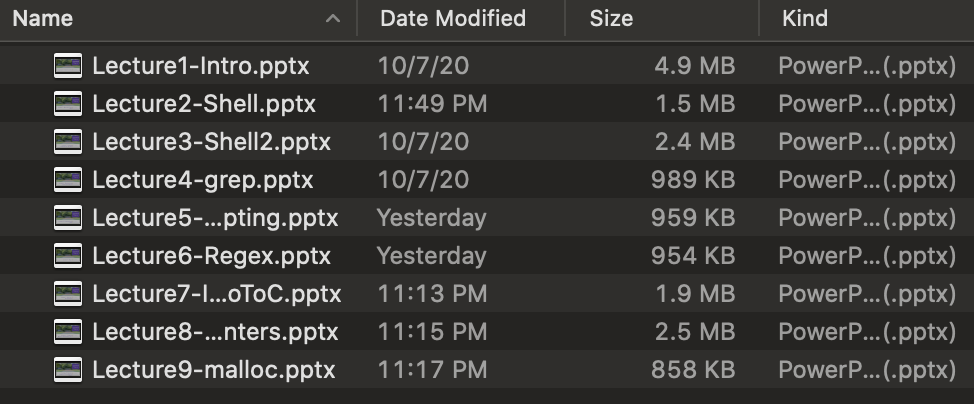 Name Date Modified Size Kind
Lecture1-Intro.pptx 10/7/20 4.9 MB PowerP...(.pptx)
Lecture2-Shell.pptx 11:49 PM 1.5 MB PowerP...(.pptx)
Lecture3-Shell2.pptx 10/7/20 2.4 MB PowerP...(.pptx)
Lecture4-grep.pptx 10/7/20 989 KB PowerP...(.pptx)
Lecture5-...pting.pptx Yesterday 959 KB PowerP...(.pptx)
Lecture6-Regex.pptx Yesterday 954 KB PowerP...(.pptx)
Lecture7-I...oToC.pptx 11:13 PM 1.9 MB PowerP...(.pptx)
Lecture8-...nters.pptx 11:15 PM 2.5 MB PowerP...(.pptx)
Lecture9-malloc.pptx 11:17 PM 858 KB PowerP...(.pptx)